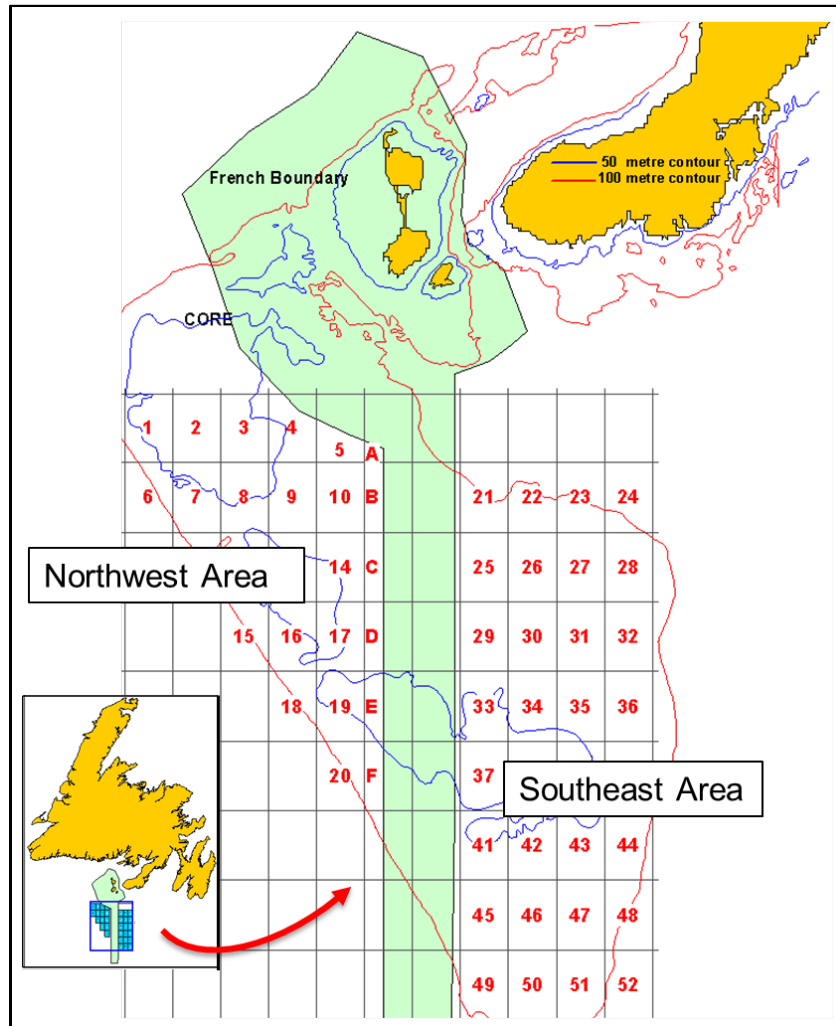 French Boundary
50 metre contour
100 metre contour
CORE
1 2 3 4 5 A
6 7 8 9 10 B 21 22 23 24
Northwest Area
14 C 25 26 27 28
15 16 17 D 29 30 31 32
18 19 E 33 34 35 36
20 F 37
Southeast Area
41 42 43 44
45 46 47 48
49 50 51 52